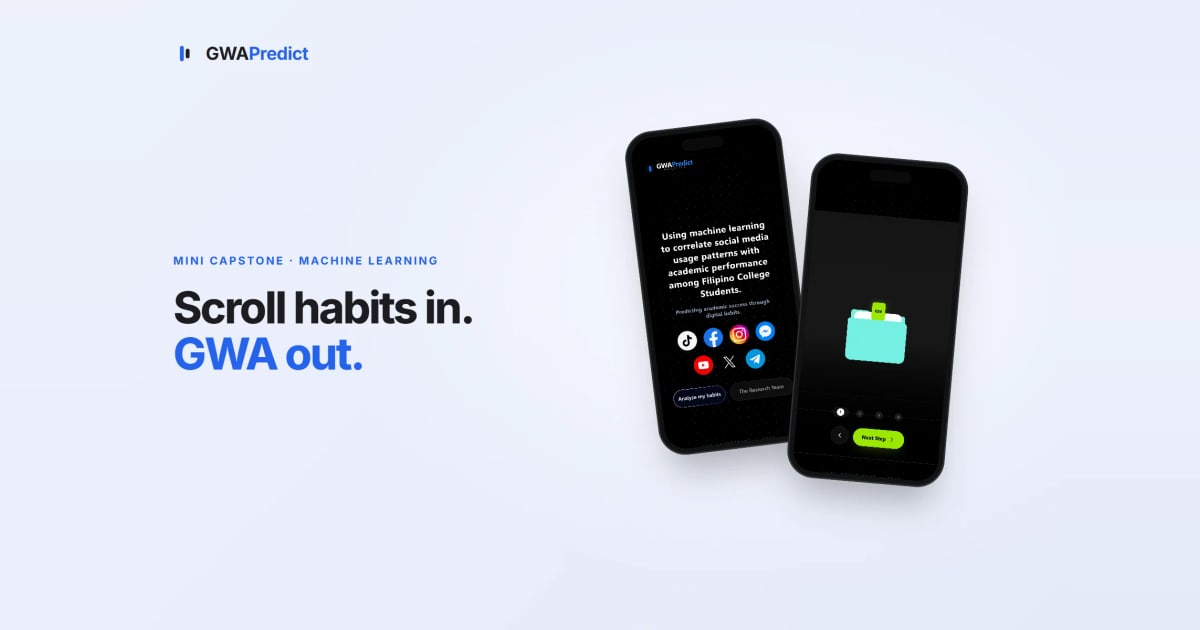 GWAPredict
MINI CAPSTONE · MACHINE LEARNING
Scroll habits in.
GWA out.
GWAPredict
Using machine learning
to correlate social media
usage patterns with
academic performance
among Filipino College
Students.
Predicting academic success through
digital habits.
Analyze my habits
The Research Team
1
Next Step